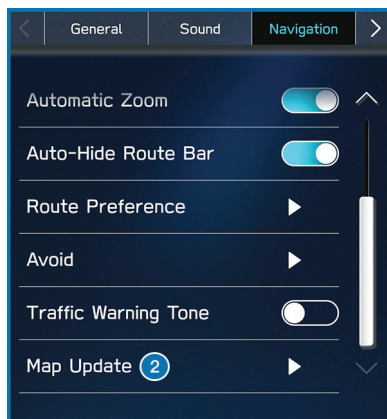 General Sound Navigation
Automatic Zoom
Auto-Hide Route Bar
Route Preference
Avoid
Traffic Warning Tone
Map Update 2